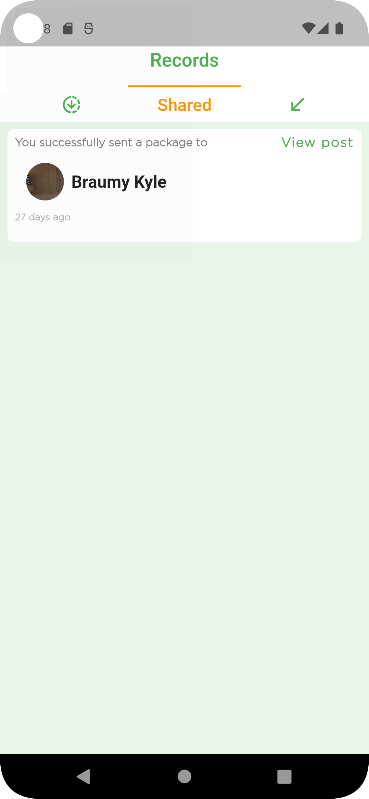 8
Records
Shared
You successfully sent a package to
View post
Braumy Kyle
27 days ago